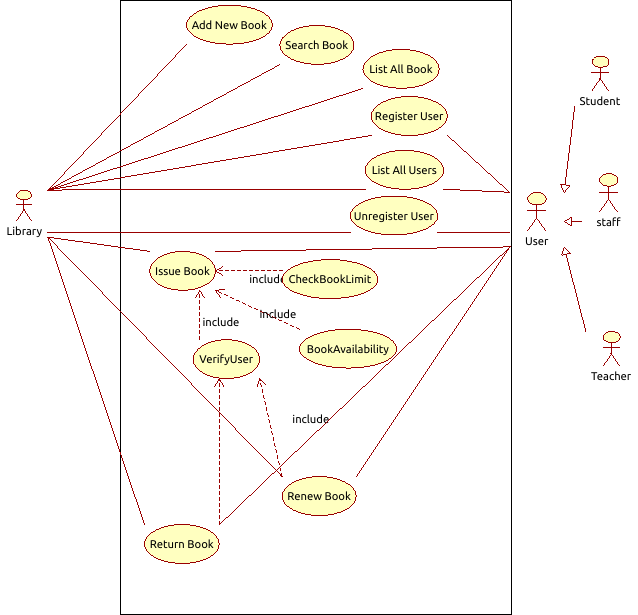 Add New Book
Search Book
List All Book
Register User
List All Users
Unregister User
Issue Book
CheckBookLimit
include
BookAvailability
include
VerifyUser
include
include
Renew Book
Return Book
Library
User
Student
staff
Teacher